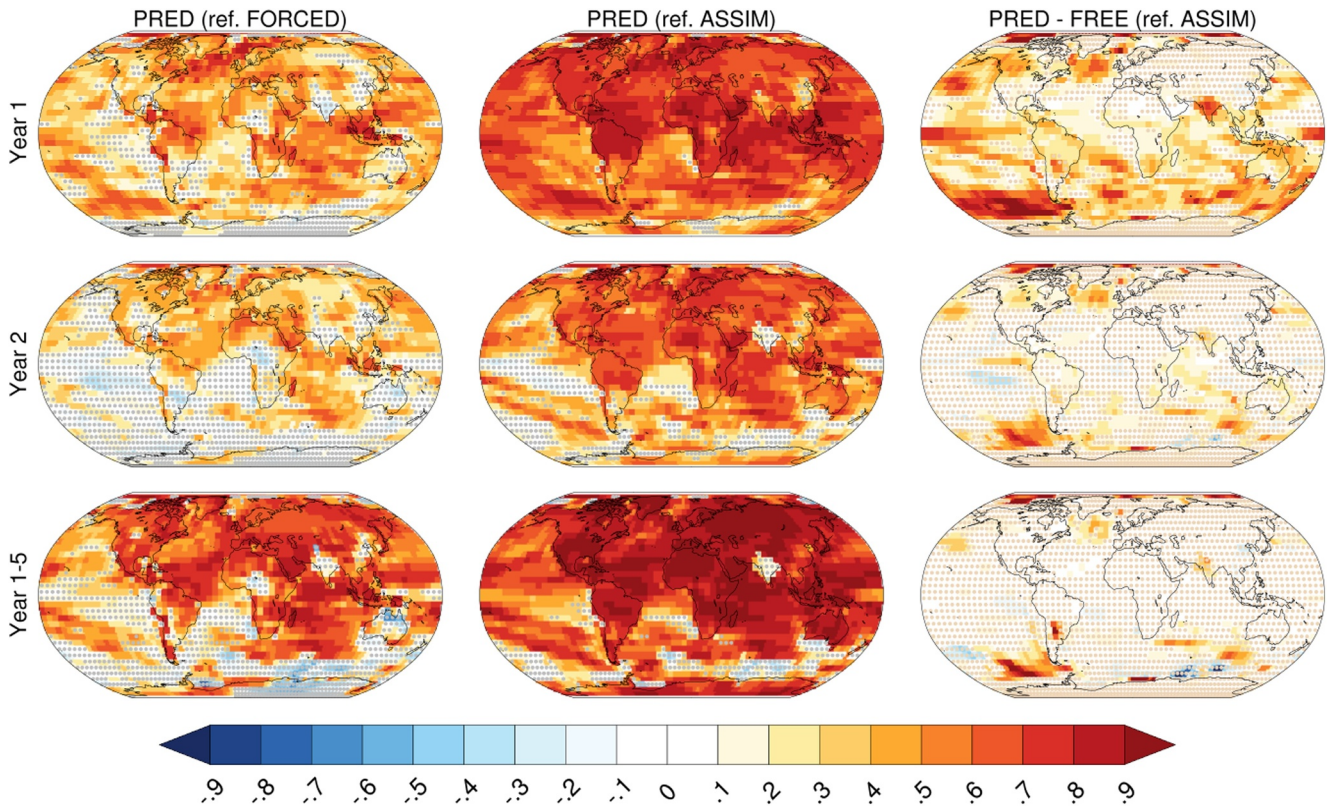 PRED (ref. FORCED) PRED (ref. ASSIM) PRED - FREE (ref. ASSIM)
Year 1
Year 2
Year 1-5
-.9 -.8 -.7 -.6 -.5 -.4 -.3 -.2 -.1 0 .1 .2 .3 .4 .5 .6 .7 .8 .9